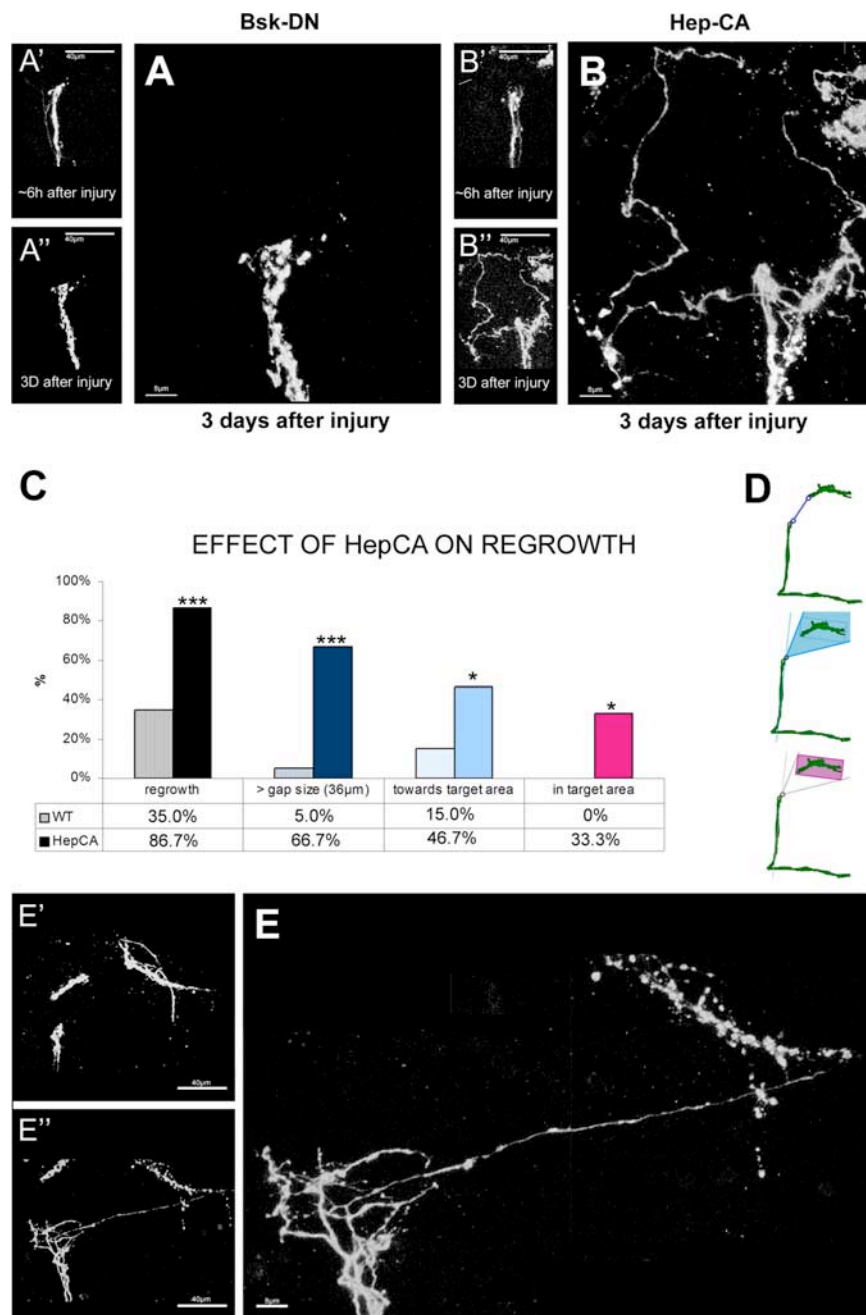 Bsk-DN
Hep-CA
A'
40µm
~6h after injury
A
A''
40µm
3D after injury
8µm
3 days after injury
B'
40µm
~6h after injury
B
B''
40µm
3D after injury
8µm
3 days after injury
C
D
EFFECT OF HepCA ON REGROWTH
100%
80%
60%
40%
20%
0%
%
***
***
*
*
regrowth > gap size (36µm) towards target area in target area
WT 35.0% 5.0% 15.0% 0%
HepCA 86.7% 66.7% 46.7% 33.3%
E'
40µm
E''
40µm
E
8µm